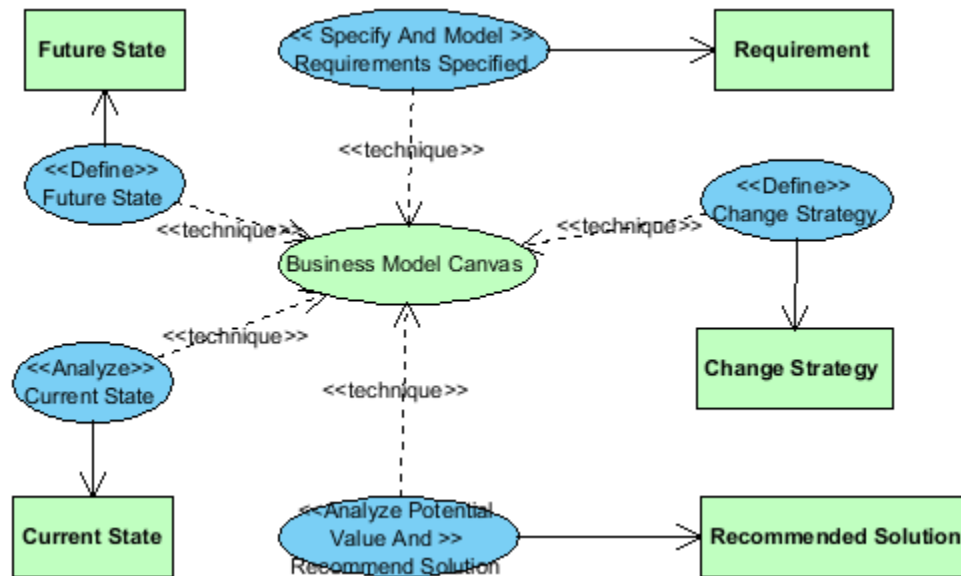 Future State
<< Specify And Model >>
Requirements Specified
Requirement
<<technique>>
<<Define>>
Future State
<<Define>>
Change Strategy
<<technique>>
<<technique>>
Business Model Canvas
<<technique>>
<<Analyze>>
Current State
Change Strategy
<<technique>>
Current State
<<Analyze Potential
Value And >>
Recommend Solution
Recommended Solution